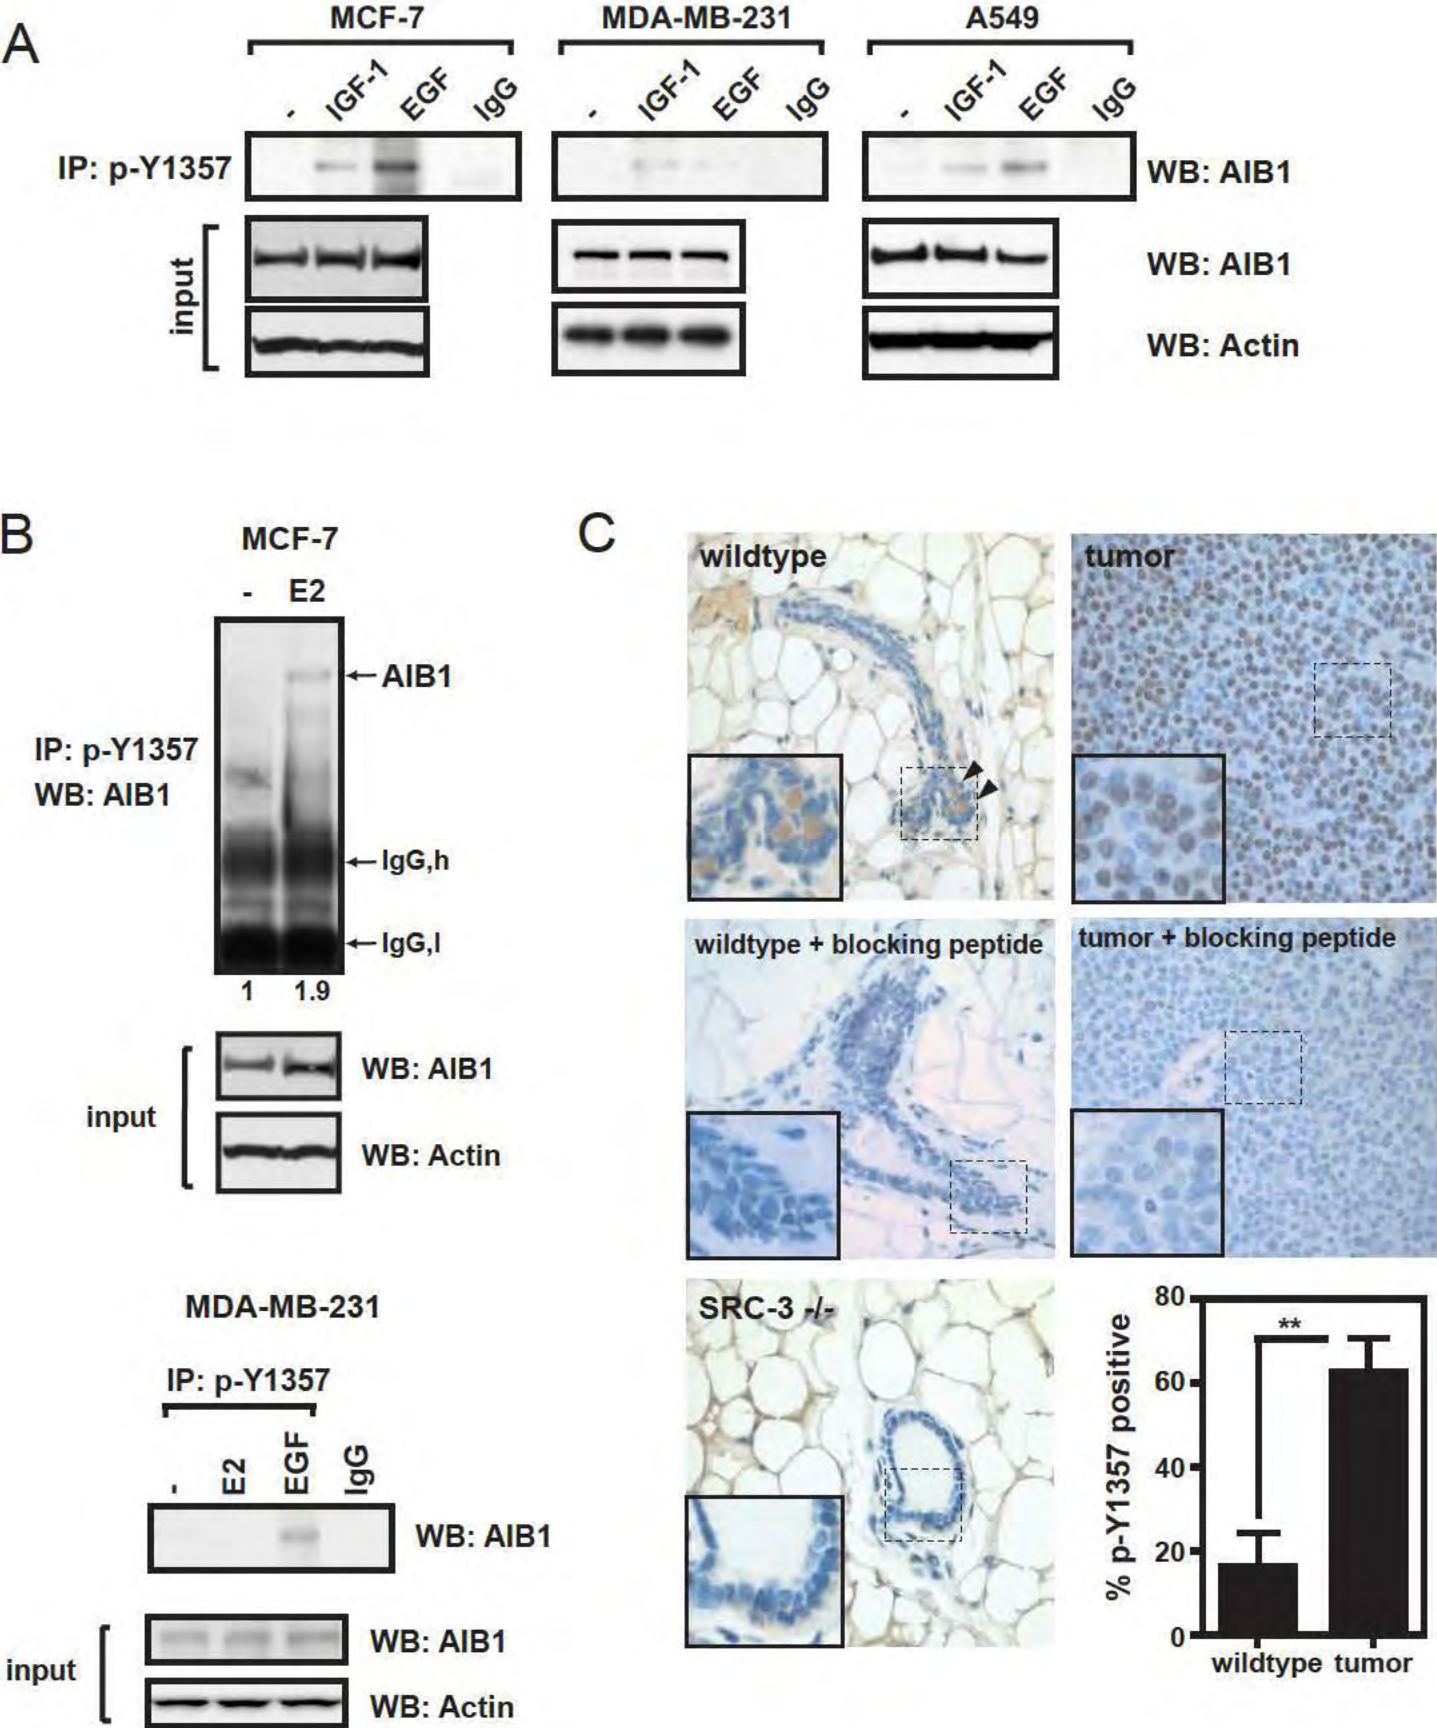 A
MCF-7 MDA-MB-231 A549
- IGF-1 EGF IgG - IGF-1 EGF IgG - IGF-1 EGF IgG
IP: p-Y1357 WB: AIB1
input WB: AIB1
WB: Actin
B
MCF-7
- E2
AIB1
IP: p-Y1357
WB: AIB1
IgG,h
IgG,l
1 1.9
input
WB: AIB1
WB: Actin
MDA-MB-231
IP: p-Y1357
- E2 EGF IgG
WB: AIB1
input
WB: AIB1
WB: Actin
C
wildtype tumor
wildtype + blocking peptide tumor + blocking peptide
SRC-3 -/-
% p-Y1357 positive
80
60
40
20
0
**
wildtype tumor